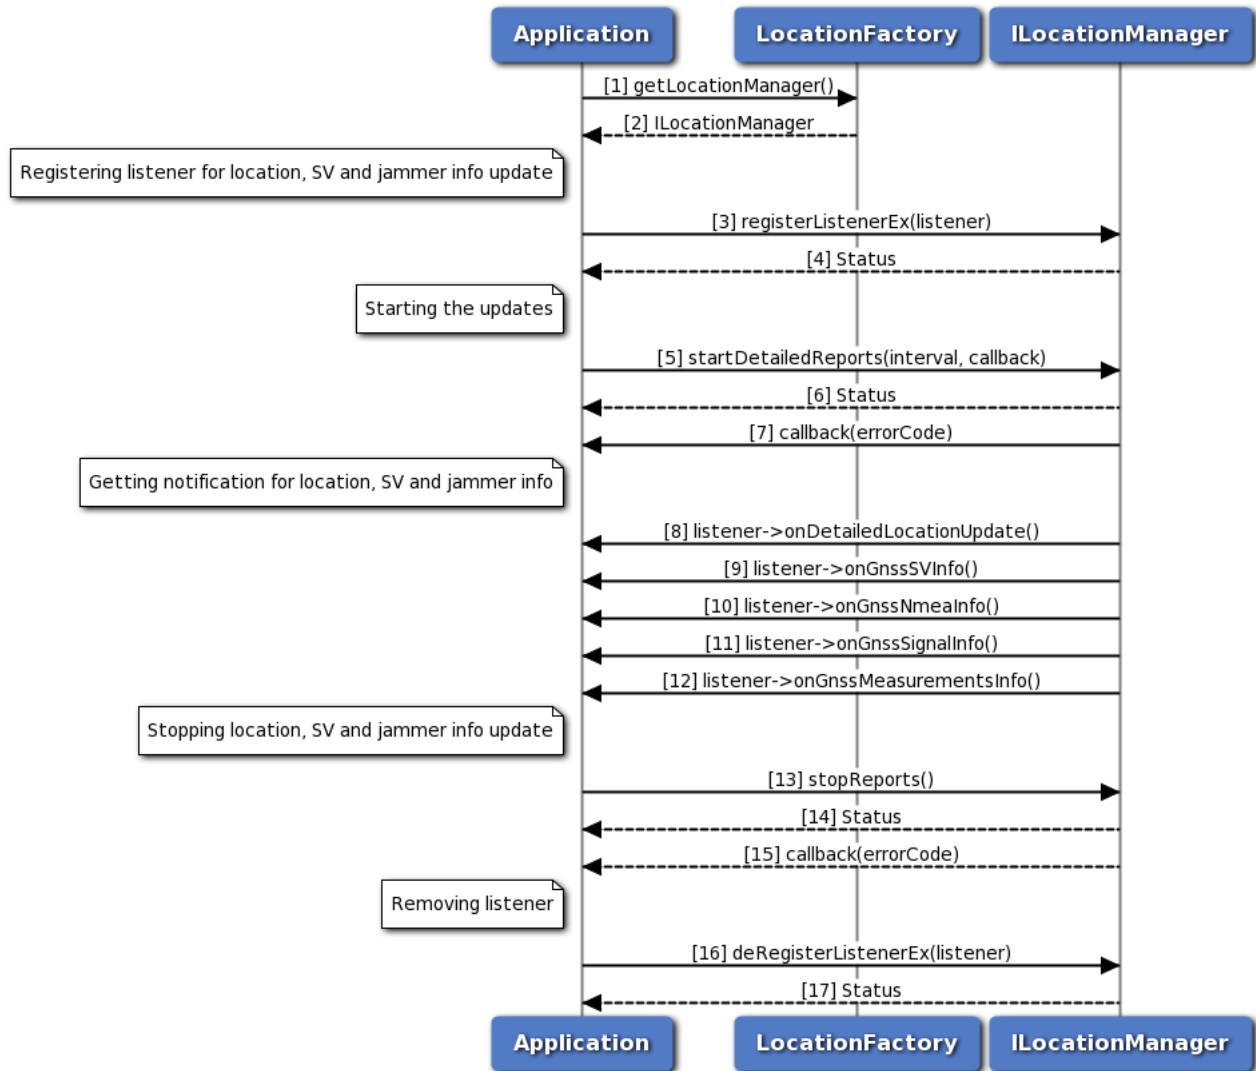 Application
LocationFactory
ILocationManager
[1] getLocationManager()
[2] ILocationManager
Registering listener for location, SV and jammer info update
[3] registerListenerEx(listener)
[4] Status
Starting the updates
[5] startDetailedReports(interval, callback)
[6] Status
[7] callback(errorCode)
Getting notification for location, SV and jammer info
[8] listener->onDetailedLocationUpdate()
[9] listener->onGnssSVInfo()
[10] listener->onGnssNmeaInfo()
[11] listener->onGnssSignalInfo()
[12] listener->onGnssMeasurementsInfo()
Stopping location, SV and jammer info update
[13] stopReports()
[14] Status
[15] callback(errorCode)
Removing listener
[16] deRegisterListenerEx(listener)
[17] Status
Application
LocationFactory
ILocationManager